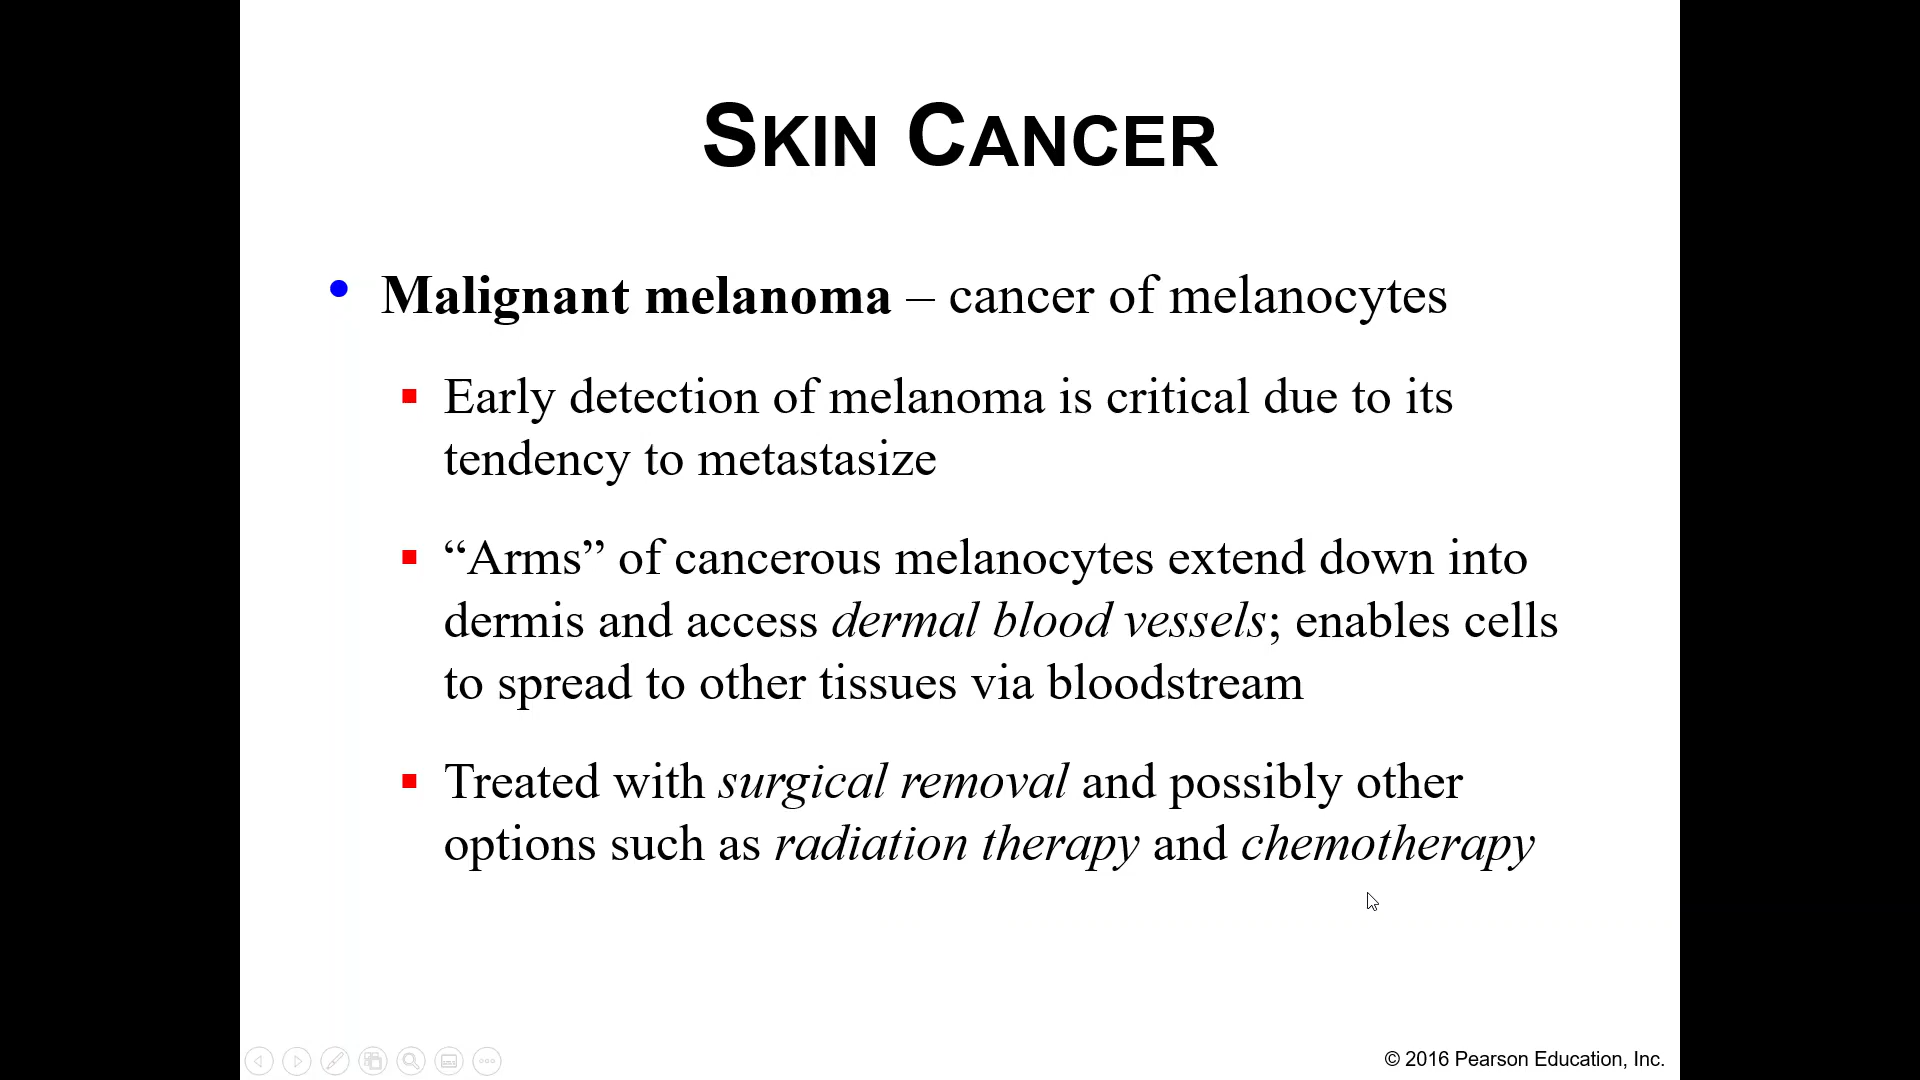 SKIN CANCER
• Malignant melanoma – cancer of melanocytes
▪ Early detection of melanoma is critical due to its
tendency to metastasize
▪ “Arms” of cancerous melanocytes extend down into
dermis and access dermal blood vessels; enables cells
to spread to other tissues via bloodstream
▪ Treated with surgical removal and possibly other
options such as radiation therapy and chemotherapy
© 2016 Pearson Education, Inc.